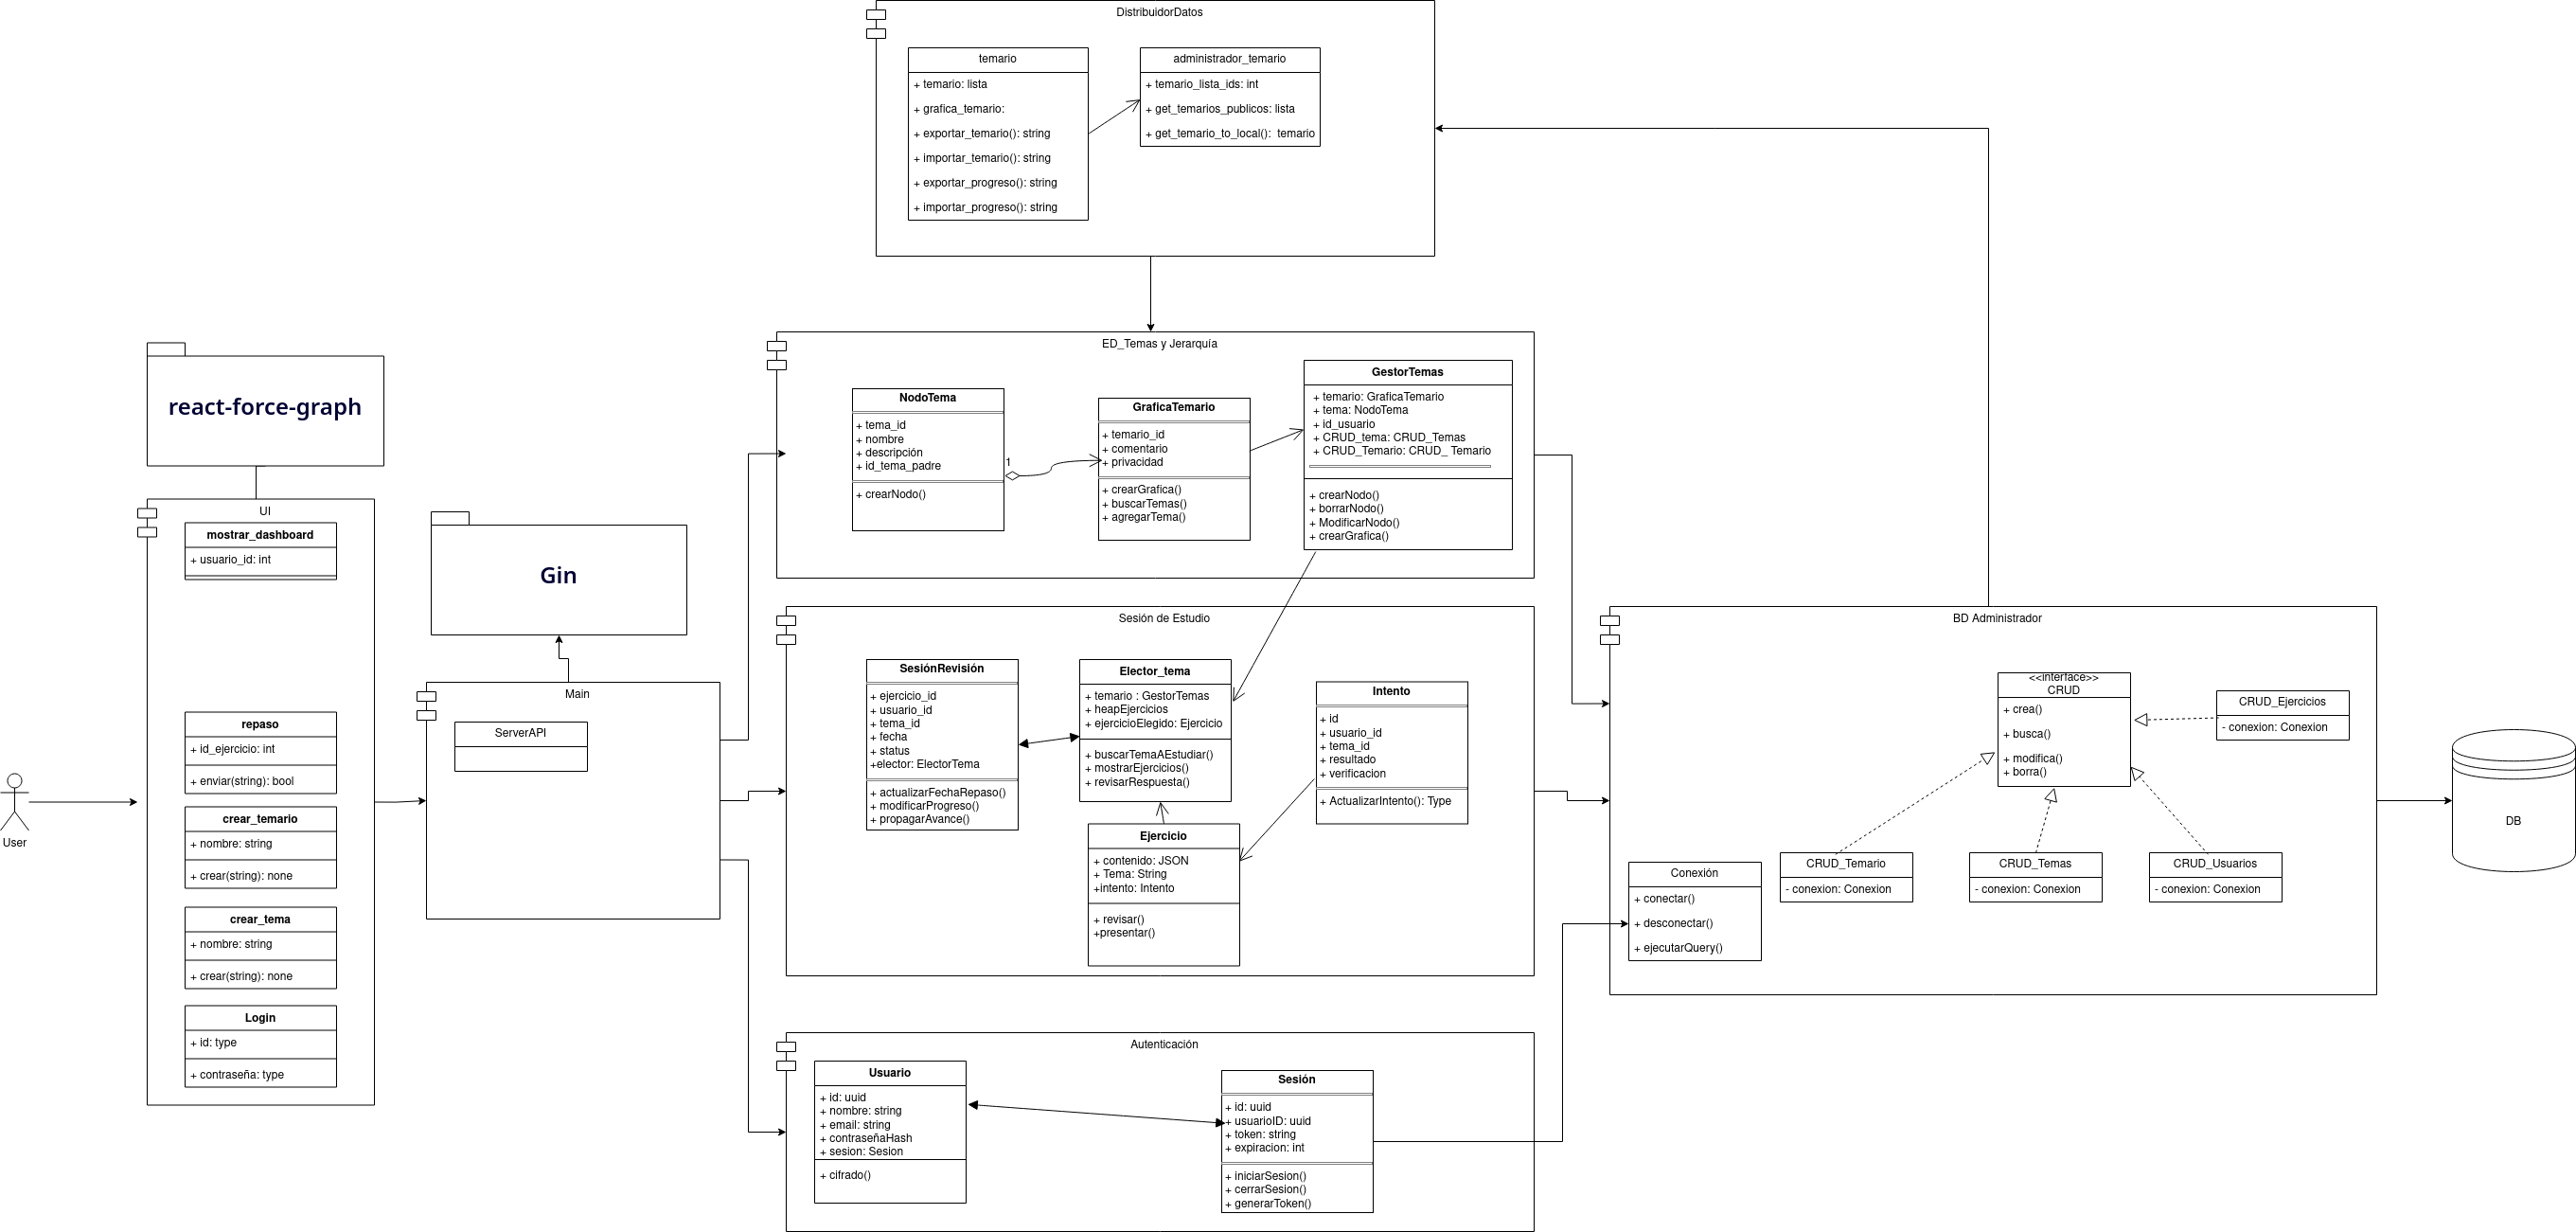 DistribuidorDatos
temario
+ temario: lista
+ grafica_temario:
+ exportar_temario(): string
+ importar_temario(): string
+ exportar_progreso(): string
+ importar_progreso(): string
administrador_temario
+ temario_lista_ids: int
+ get_temarios_publicos: lista
+ get_temario_to_local():  temario
react-force-graph
UI
mostrar_dashboard
+ usuario_id: int
repaso
+ id_ejercicio: int
+ enviar(string): bool
crear_temario
+ nombre: string
+ crear(string): none
crear_tema
+ nombre: string
+ crear(string): none
Login
+ id: type
+ contraseña: type
User
Gin
Main
ServerAPI
ED_Temas y Jerarquía
NodoTema
+ tema_id
+ nombre
+ descripción
+ id_tema_padre
+ crearNodo()
1
GraficaTemario
+ temario_id
+ comentario
+ privacidad
+ crearGrafica()
+ buscarTemas()
+ agregarTema()
GestorTemas
+ temario: GraficaTemario
+ tema: NodoTema
+ id_usuario
+ CRUD_tema: CRUD_Temas
+ CRUD_Temario: CRUD_ Temario
+ crearNodo()
+ borrarNodo()
+ ModificarNodo()
+ crearGrafica()
Sesión de Estudio
SesiónRevisión
+ ejercicio_id
+ usuario_id
+ tema_id
+ fecha
+ status
+elector: ElectorTema
+ actualizarFechaRepaso()
+ modificarProgreso()
+ propagarAvance()
Elector_tema
+ temario : GestorTemas
+ heapEjercicios
+ ejercicioElegido: Ejercicio
+ buscarTemaAEstudiar()
+ mostrarEjercicios()
+ revisarRespuesta()
Intento
+ id
+ usuario_id
+ tema_id
+ resultado
+ verificacion
+ ActualizarIntento(): Type
Ejercicio
+ contenido: JSON
+ Tema: String
+intento: Intento
+ revisar()
+presentar()
Autenticación
Usuario
+ id: uuid
+ nombre: string
+ email: string
+ contraseñaHash
+ sesion: Sesion
+ cifrado()
Sesión
+ id: uuid
+ usuarioID: uuid
+ token: string
+ expiracion: int
+ iniciarSesion()
+ cerrarSesion()
+ generarToken()
BD Administrador
<<interface>>
CRUD
+ crea()
+ busca()
+ modifica()
+ borra()
CRUD_Ejercicios
- conexion: Conexion
Conexión
+ conectar()
+ desconectar()
+ ejecutarQuery()
CRUD_Temario
- conexion: Conexion
CRUD_Temas
- conexion: Conexion
CRUD_Usuarios
- conexion: Conexion
DB